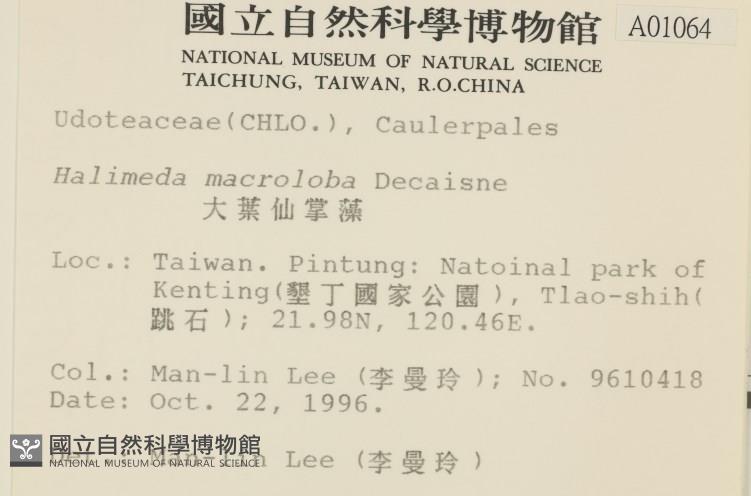 國立自然科學博物館
A01064
NATIONAL MUSEUM OF NATURAL SCIENCE
TAICHUNG, TAIWAN, R.O.CHINA
Udoteaceae(CHLO.), Caulerpales
Halimeda macroloba Decaisne
大葉仙掌藻
Loc.: Taiwan. Pintung: Natoinal park of
Kenting(墾丁國家公園), Tlao-shih(
跳石); 21.98N, 120.46E.
Col.: Man-lin Lee (李曼玲); No. 9610418
Date: Oct. 22, 1996.
Det.: Man-lin Lee (李曼玲)
國立自然科學博物館
NATIONAL MUSEUM OF NATURAL SCIENCE